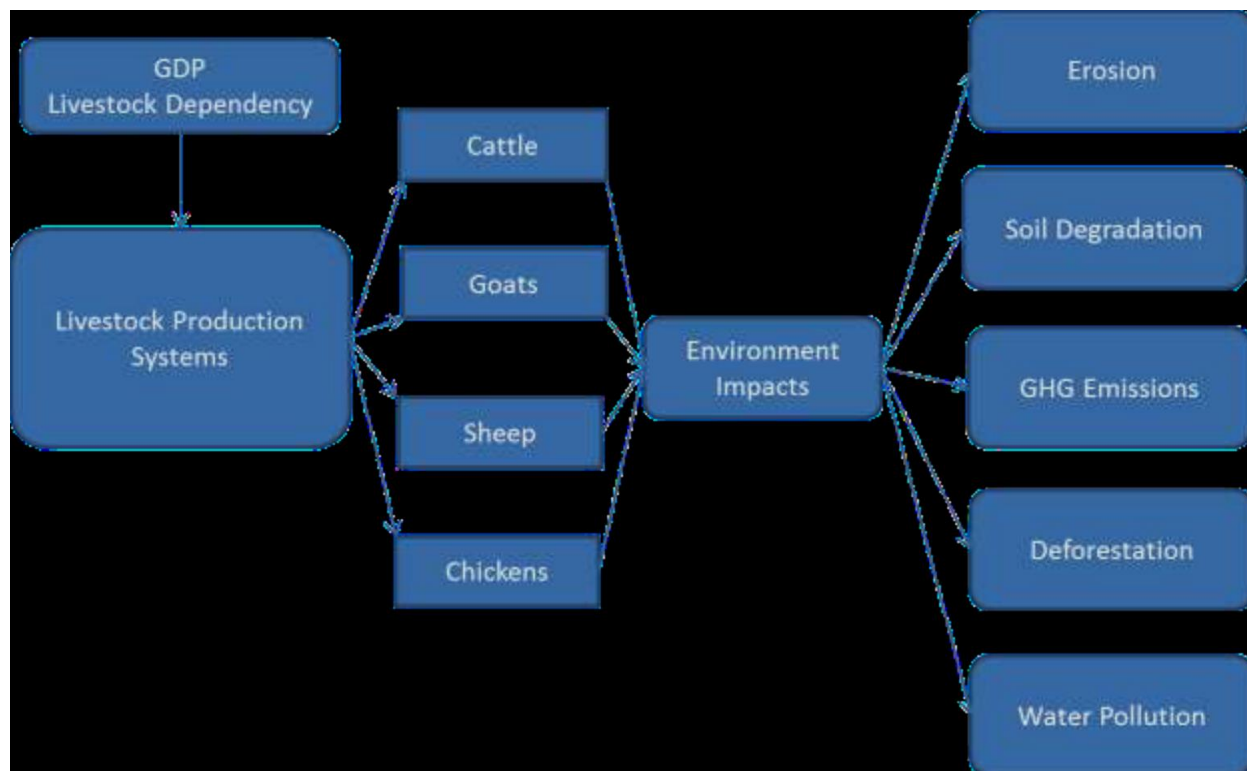 GDP
Livestock Dependency
Livestock Production
Systems
Cattle
Goats
Sheep
Chickens
Environment
Impacts
Erosion
Soil Degradation
GHG Emissions
Deforestation
Water Pollution